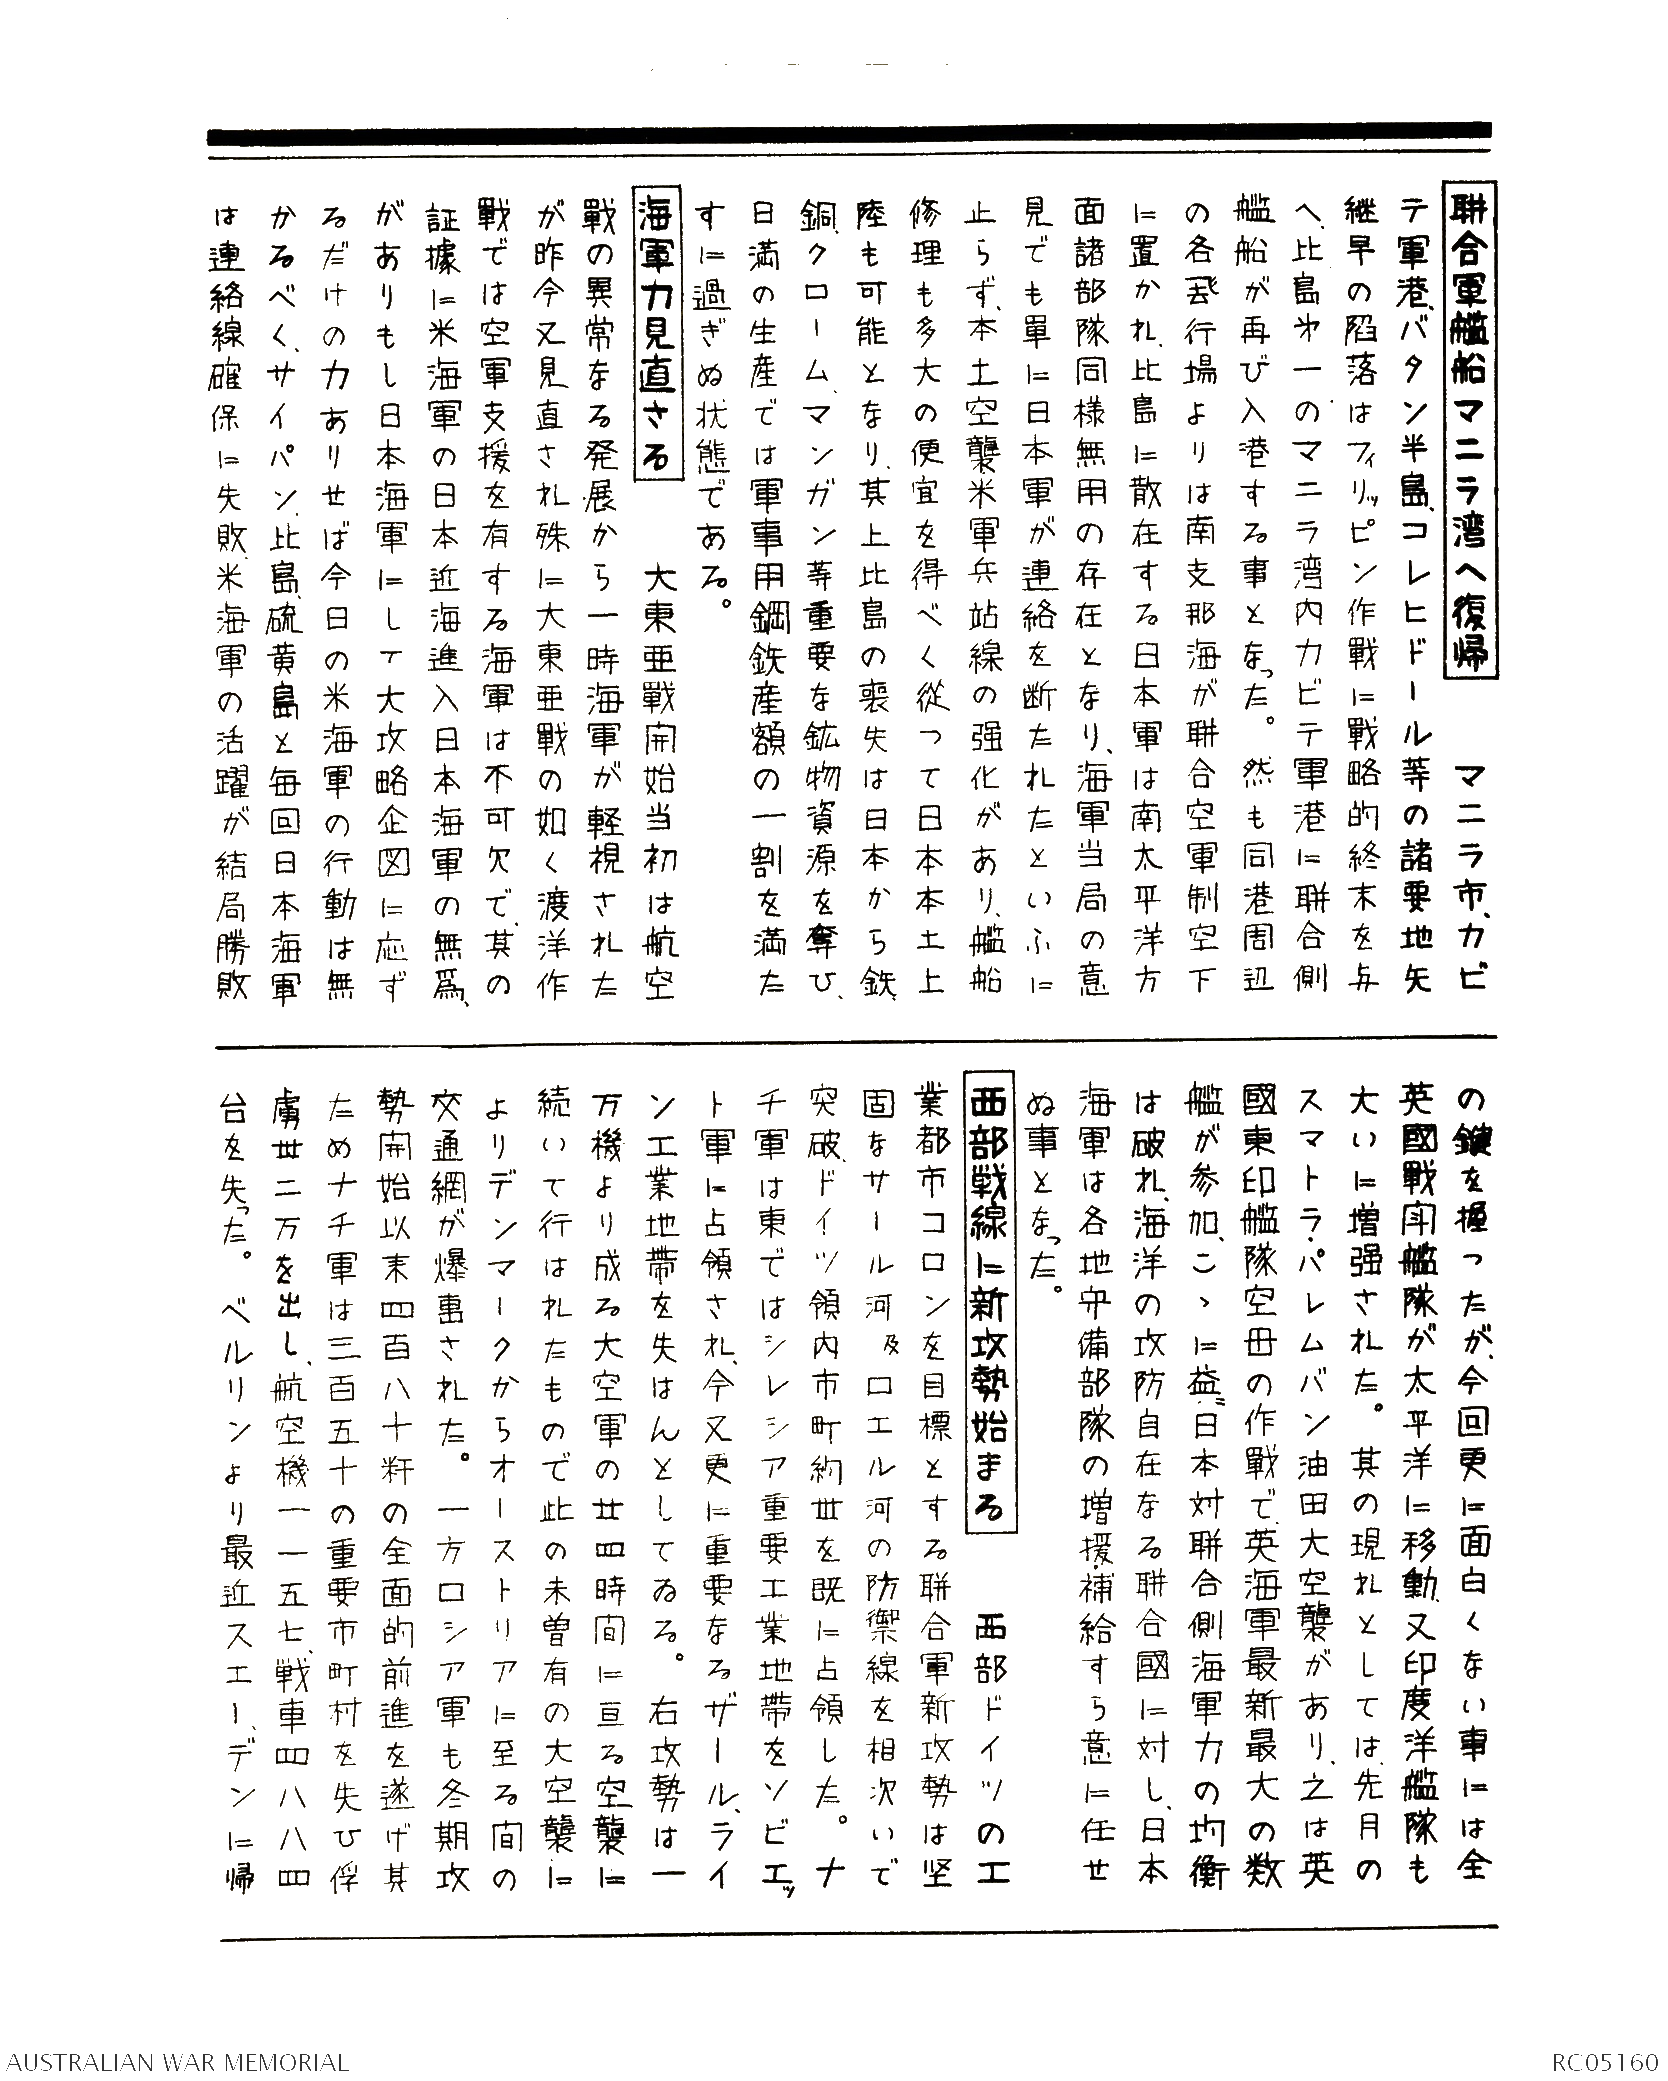 聯合軍艦船マニラ湾へ復帰　マニラ市、カビ
テ軍港、バタン半島、コレヒドール等の諸要地矢
継早の陥落はフィリッピン作戦に戦略的終末を与
へ、比島オ一のマニラ湾内カビテ軍港に聯合側
艦船が再び入港する事となった。然も同港周辺
の各飛行場よりは南支那海が聯合空軍制空下
に置かれ、比島に散在する日本軍は南太平洋方
面諸部隊同様無用の存在となり、海軍当局の意
見でも単に日本軍が連絡を断たれたといふに
止らず、本土空襲米軍兵站線の强化があり、艦船
修理も多大の便宜を得べく従って日本本土上
陸も可能となり、其上比島の喪失は日本から鉄、
銅、クローム、マンガン等重要な鉱物資源を奪ひ、
日満の生産では軍事用鋼鉄産額の一割を満た
すに過ぎぬ状態である。
海軍力見直さる　大東亜戦開始当初は航空
戰の異常なる発展から一時海軍が軽視された
が昨今又見直され殊に大東亜戰の如く渡洋作
戰では空軍支援を有する海軍は不可欠で、其の
証據に米海軍の日本近海進入日本海軍の無爲、
がありもし日本海軍にして大攻略企図に応ず
るだけの力ありせば今日の米海軍の行動は無
かるべく、サイパン、比島、硫黄島と毎回日本海軍
は連絡線確保に失敗、米海軍の活躍が結局勝敗
の鍵を握ったが、今回更に面白くない事には全
英國戰闘艦隊が太平洋に移動、又印度洋艦隊も
大いに増强された。其の現れとしては、先月の
スマトラ・パレムバン油田大空襲があり、之は英
國東印艦隊空母の作戰で、英海軍最新最大の数
艦が参加、こゝに益〻日本対聯合側海軍力の均衡
は破れ、海洋の攻防自在なる聯合國に対し、日本
海軍は各地守備部隊の増援、補給すら意に任せ
ぬ事となった。
西部戦線に新攻勢始まる　西部ドイツの工
業都市コロンを目標とする聯合軍新攻勢は堅
固なサール河及ロエル河の防禦線を相次いで
突破、ドイツ領内市町約丗を既に占領した。ナ
チ軍は東ではシレシア重要工業地帯をソビエッ
ト軍に占領され、今又更に重要なるザール、ライ
ン工業地帯を失はんとしてゐる。右攻勢は一
万機より成る大空軍の廿四時間に亘る空襲に
続いて行はれたもので此の未曽有の大空襲に
よりデンマークからオーストリアに至る間の
交通網が爆事された。一方ロシア軍も冬期攻
勢開始以来四百八十粁の全面的前進を遂げ其
ためナチ軍は三百五十の重要市町村を失ひ俘
虜丗二万を出し、航空機一一五七、戦車四八八四
台を失った。ベルリンより最近スエーデンに帰
AUSTRALIAN WAR MEMORIAL
RC05160